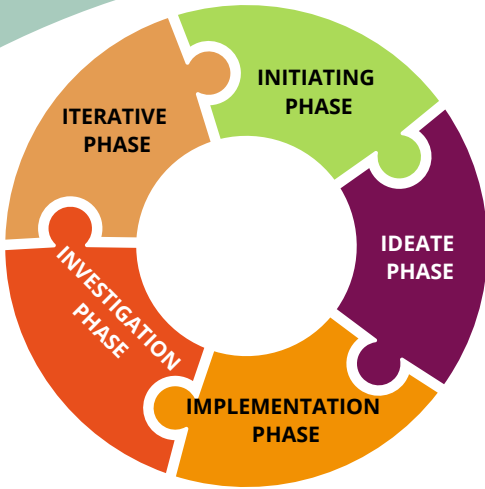 INITIATING
PHASE
IDEATE
PHASE
IMPLEMENTATION
PHASE
INVESTIGATION
PHASE
ITERATIVE
PHASE